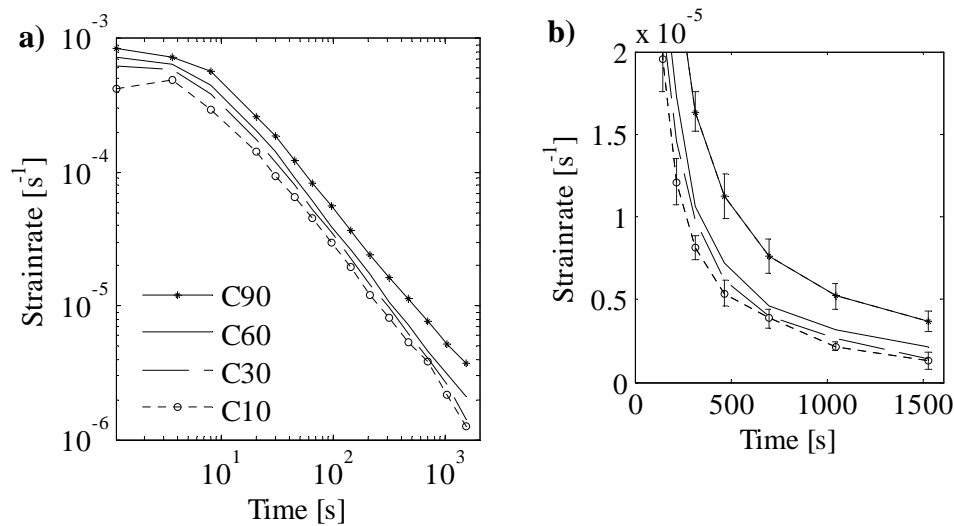 a)
10^-3
10^-4
10^-5
10^-6
Strainrate [s^-1]
C90
C60
C30
C10
10^1
10^2
10^3
Time [s]
b)
x 10^-5
2
1.5
1
0.5
0
Strainrate [s^-1]
0
500
1000
1500
Time [s]